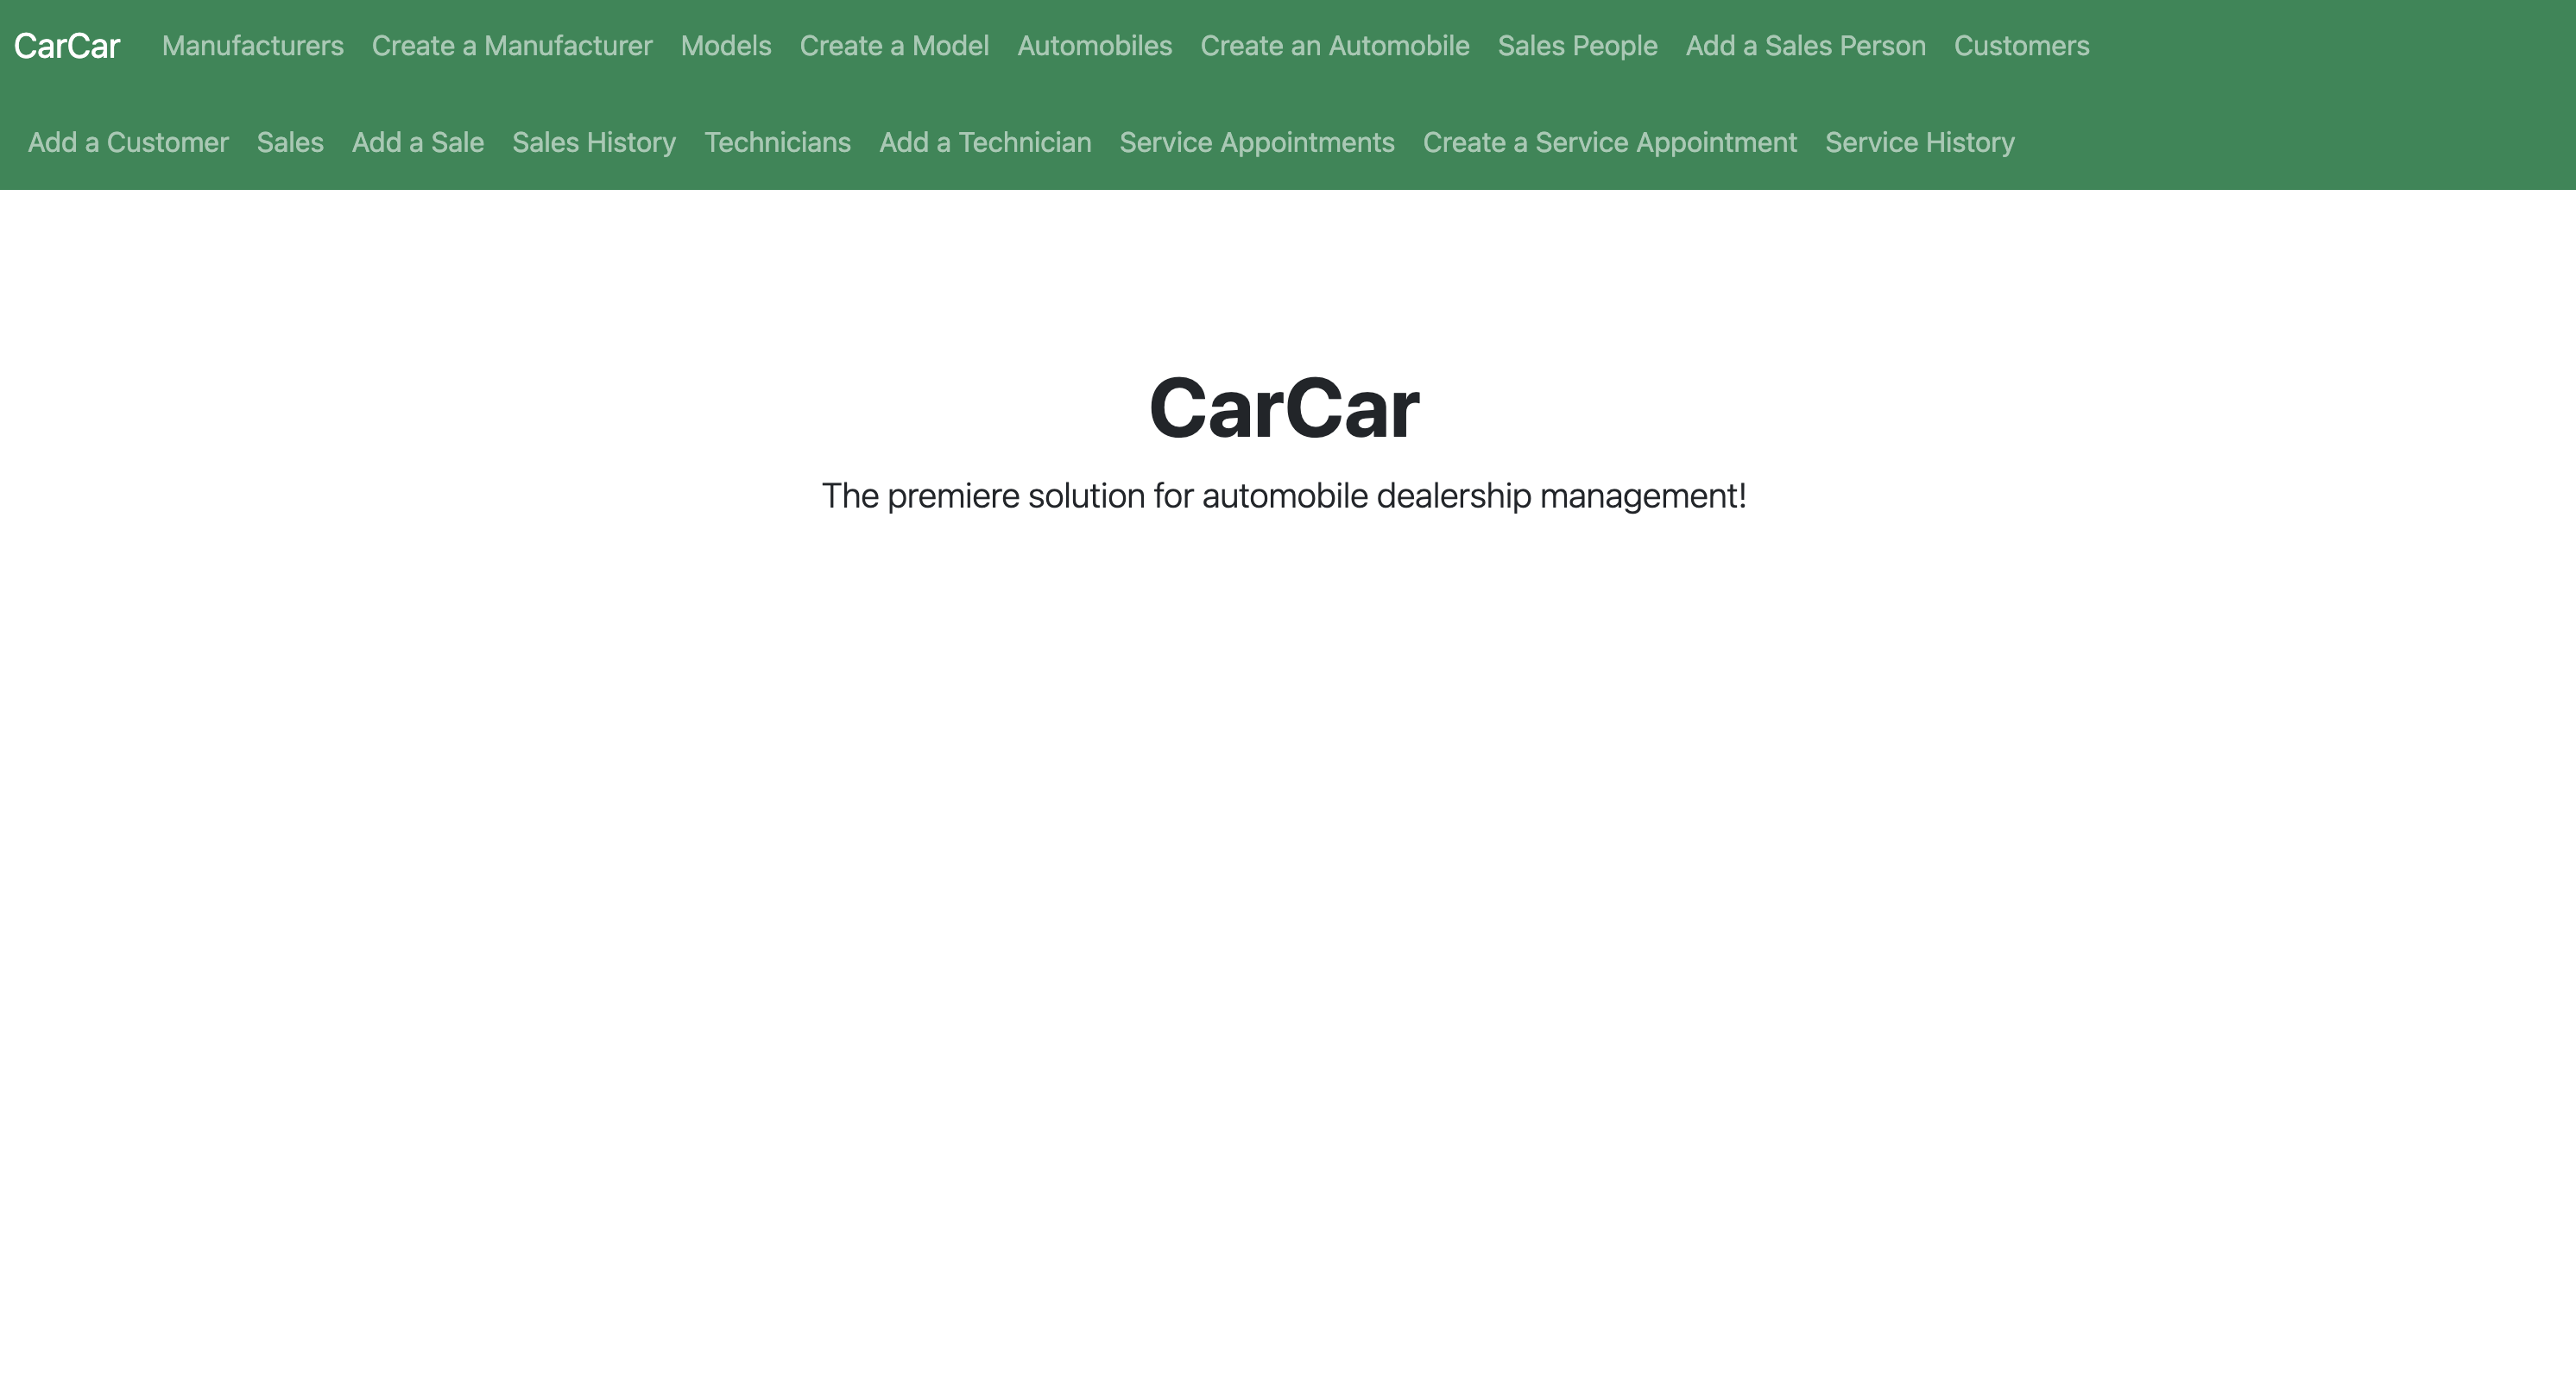 CarCar Manufacturers Create a Manufacturer Models Create a Model Automobiles Create an Automobile Sales People Add a Sales Person Customers
Add a Customer Sales Add a Sale Sales History Technicians Add a Technician Service Appointments Create a Service Appointment Service History
CarCar
The premiere solution for automobile dealership management!